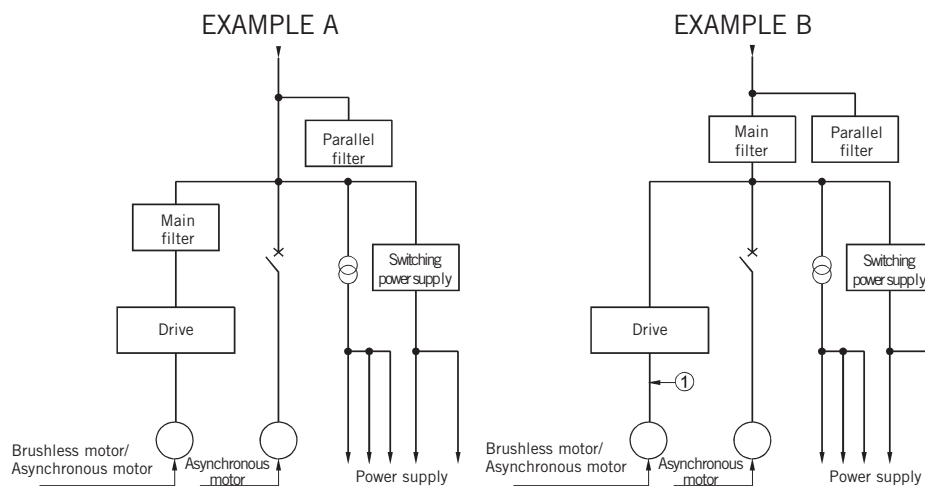 EXAMPLE A
Parallel
filter
Main
filter
Switching
power supply
Drive
Brushless motor/
Asynchronous motor
Asynchronous
motor
Power supply
EXAMPLE B
Main
filter
Parallel
filter
Switching
power supply
Drive
1
Brushless motor/
Asynchronous motor
Asynchronous
motor
Power supply